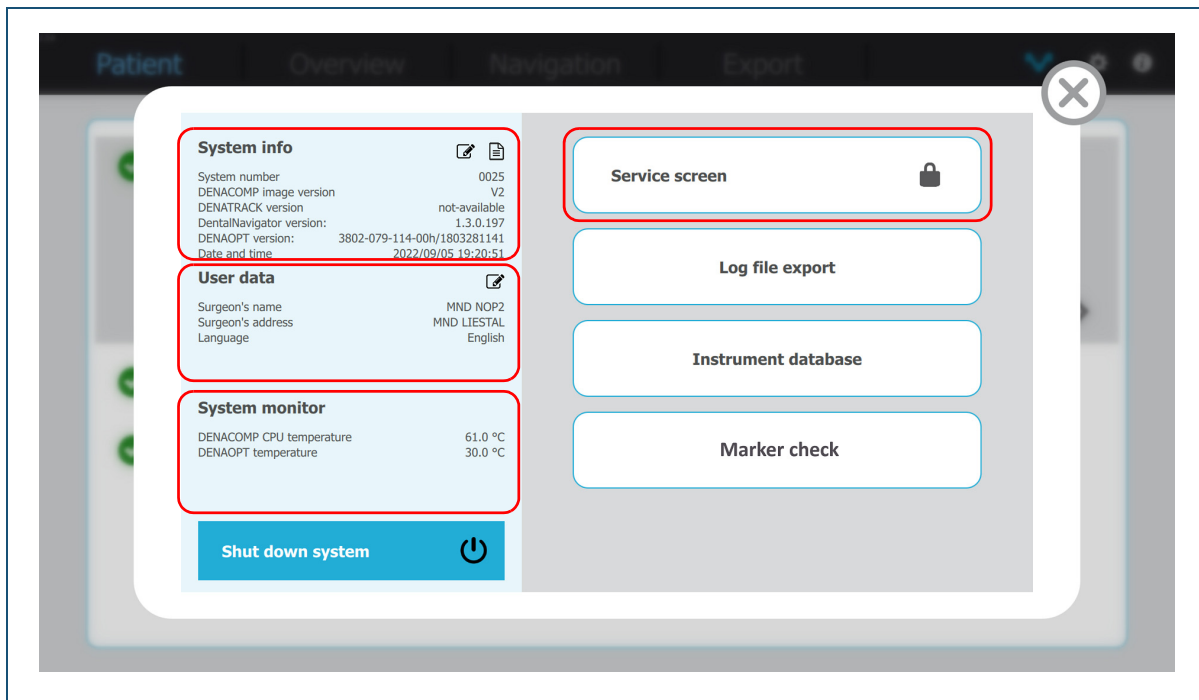 Patient Overview Navigation Export
System info
System number 0025
DENACOMP image version V2
DENATRACK version not-available
DentalNavigator version: 1.3.0.197
DENAOPT version: 3802-079-114-00h/1803281141
Date and time 2022/09/05 19:20:51
User data
Surgeon's name MND NOP2
Surgeon's address MND LIESTAL
Language English
System monitor
DENACOMP CPU temperature 61.0 °C
DENAOPT temperature 30.0 °C
Shut down system
Service screen
Log file export
Instrument database
Marker check